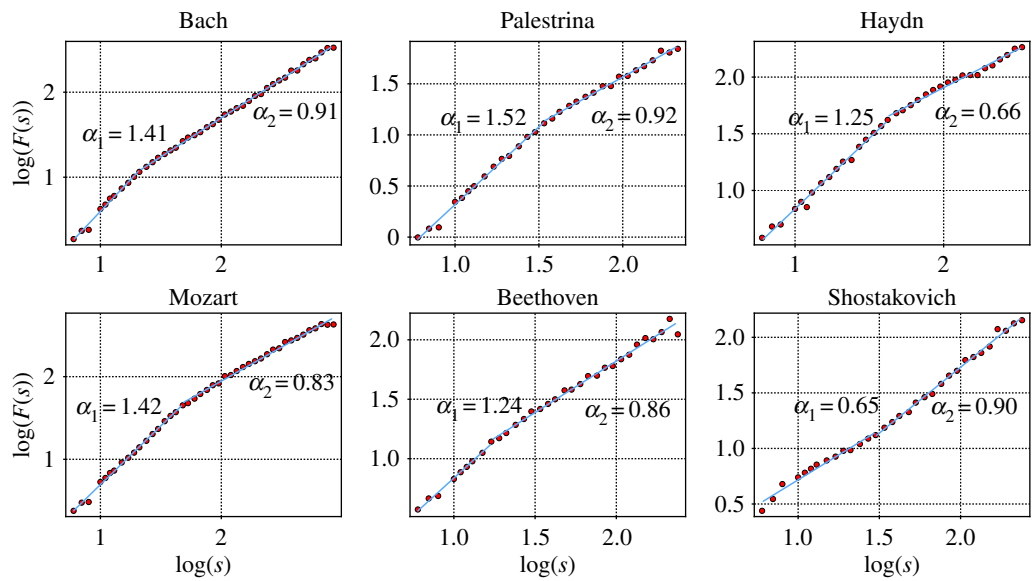 Bach
Palestrina
Haydn
log(F(s))
2
1
α1 = 1.41
α2 = 0.91
1
2
1.5
1.0
0.5
0
α1 = 1.52
α2 = 0.92
1.0
1.5
2.0
2.0
1.5
1.0
α1 = 1.25
α2 = 0.66
1
2
Mozart
Beethoven
Shostakovich
log(F(s))
2
1
α1 = 1.42
α2 = 0.83
1
2
log(s)
2.0
1.5
1.0
α1 = 1.24
α2 = 0.86
1.0
1.5
2.0
log(s)
2.0
1.5
1.0
0.5
α1 = 0.65
α2 = 0.90
1.0
1.5
2.0
log(s)